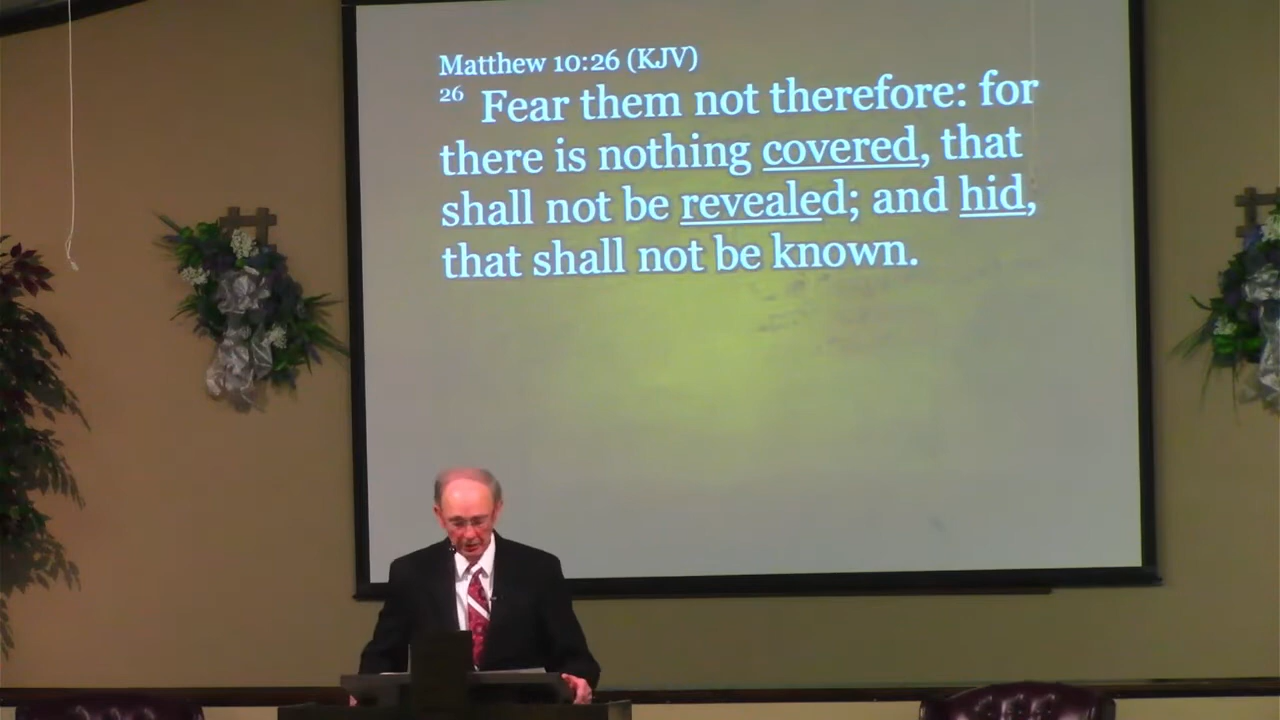 Matthew 10:26 (KJV)
26 Fear them not therefore: for
there is nothing covered, that
shall not be revealed; and hid,
that shall not be known.